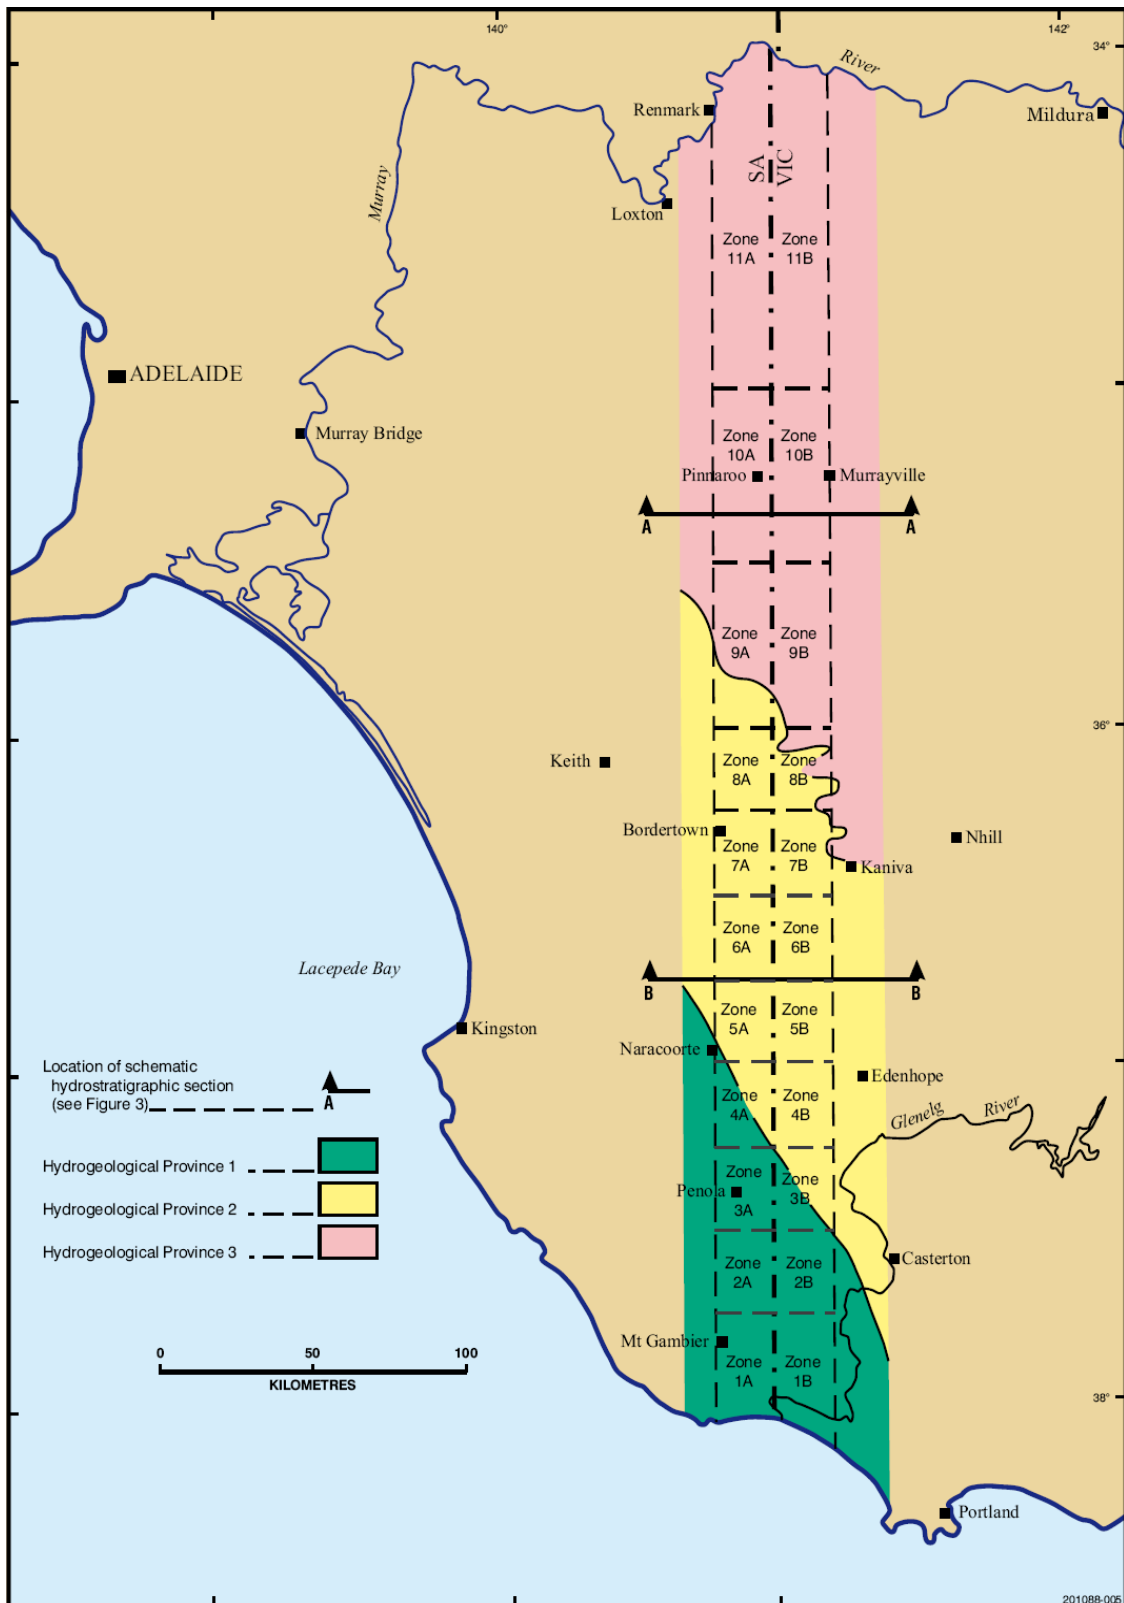 140°
142°
34°
River
Renmark
Mildura
SA
VIC
Murray
Loxton
Zone
11A
Zone
11B
ADELAIDE
Murray Bridge
Zone
10A
Zone
10B
Pinnaroo
Murrayville
A
A
Zone
9A
Zone
9B
36°
Keith
Zone
8A
Zone
8B
Bordertown
Nhill
Zone
7A
Zone
7B
Kaniva
Zone
6A
Zone
6B
Lacepede Bay
B
B
Zone
5A
Zone
5B
Kingston
Naracoorte
Edenhope
Location of schematic
hydrostratigraphic section
(see Figure 3)
A
Zone
4A
Zone
4B
Glenelg River
Hydrogeological Province 1
Penola
Zone
3A
Zone
3B
Hydrogeological Province 2
Hydrogeological Province 3
Zone
2A
Zone
2B
Casterton
Mt Gambier
0 50 100
KILOMETRES
Zone
1A
Zone
1B
38°
Portland
201088-005